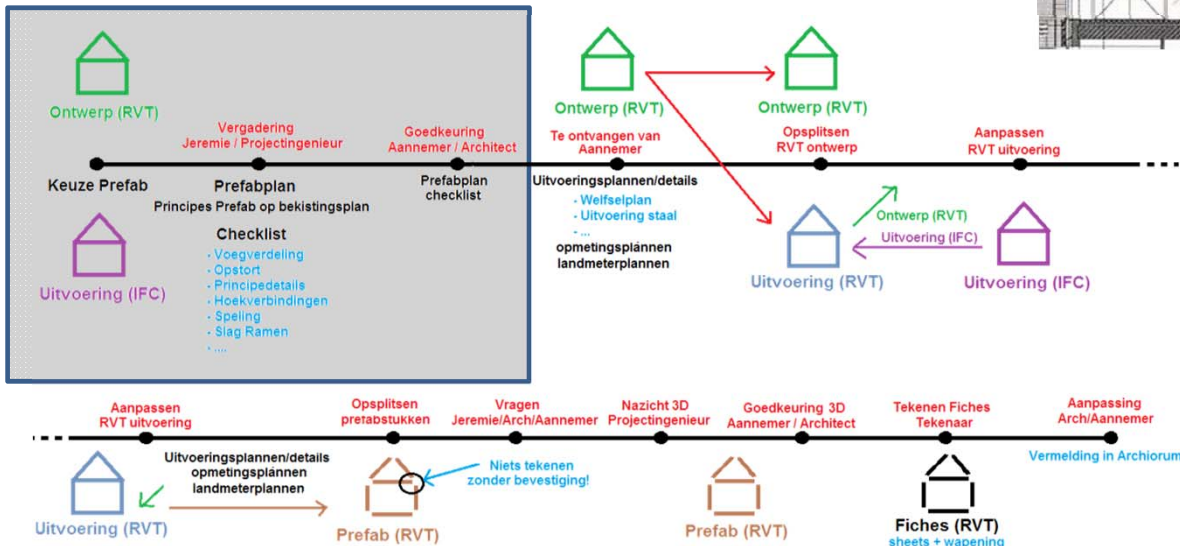 Ontwerp (RVT)
Vergadering
Jeremie / Projectingenieur
Goedkeuring
Aannemer / Architect
Keuze Prefab
Prefabplan
Principes Prefab op bekistingsplan
Prefabplan
checklist
Checklist
- Voegverdeling
- Opstort
- Principedetails
- Hoekverbindingen
- Speling
- Slag Ramen
- ....
Uitvoering (IFC)
Ontwerp (RVT)
Ontwerp (RVT)
Te ontvangen van
Aannemer
Opsplitsen
RVT ontwerp
Aanpassen
RVT uitvoering
Uitvoeringsplannen/details
- Welfselplan
- Uitvoering staal
- ...
opmetingsplannen
landmeterplannen
Ontwerp (RVT)
Uitvoering (IFC)
Uitvoering (RVT)
Uitvoering (IFC)
Aanpassen
RVT uitvoering
Opsplitsen
prefabstukken
Vragen
Jeremie/Arch/Aannemer
Nazicht 3D
Projectingenieur
Goedkeuring 3D
Aannemer / Architect
Tekenen Fiches
Tekenaar
Aanpassing
Arch/Aannemer
Uitvoeringsplannen/details
opmetingsplannen
landmeterplannen
Niets tekenen
zonder bevestiging!
Vermelding in Archiorum
Uitvoering (RVT)
Prefab (RVT)
Prefab (RVT)
Fiches (RVT)
sheets + wapening